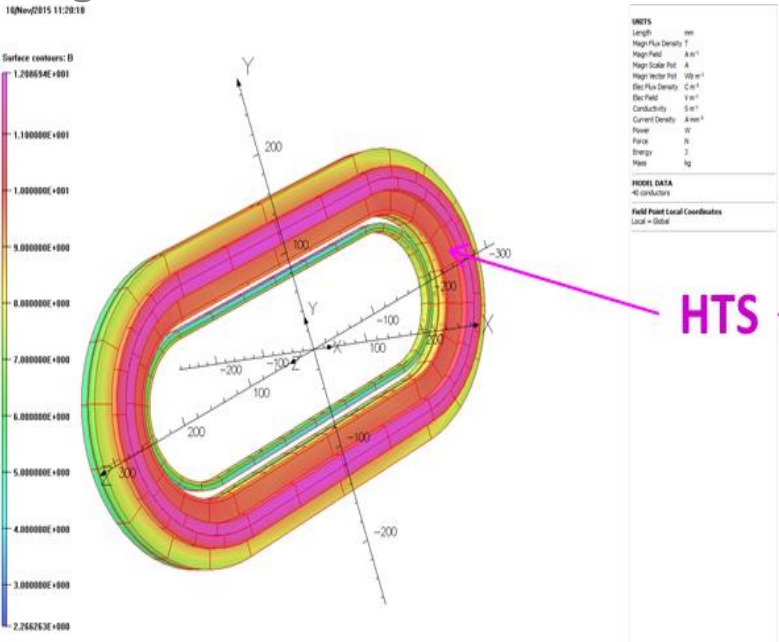 10/Nov/2015 11:20:18
Surface contours: B
1.208694E+001
1.100000E+001
1.000000E+001
9.000000E+000
8.000000E+000
7.000000E+000
6.000000E+000
5.000000E+000
4.000000E+000
3.000000E+000
2.266263E+000
Y
200
100
Y
X
Z
-300
-200
-100
100
200
X
-200
-100
100
200
300
Z
-100
-200
HTS
UNITS
Length mm
Magn Flux Density T
Magn Field A m⁻¹
Magn Scalar Pot A
Magn Vector Pot Wb m⁻¹
Elec Flux Density C m⁻²
Elec Field V m⁻¹
Conductivity S m⁻¹
Current Density A mm⁻²
Power W
Force N
Energy J
Mass kg
MODEL DATA
conductors
Field Point Local Coordinates
Local = Global